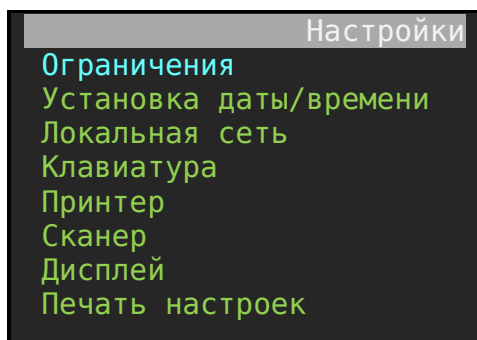 Настройки
Ограничения
Установка даты/времени
Локальная сеть
Клавиатура
Принтер
Сканер
Дисплей
Печать настроек